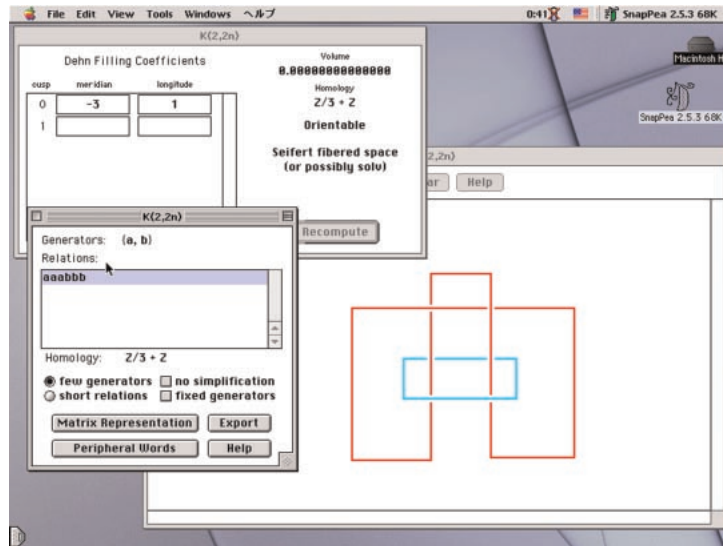 File Edit View Tools Windows ヘルプ 0:41 SnapPea 2.5.3 68K
K(2,2n)
Dehn Filling Coefficients
cusp meridian longitude
0 -3 1
1
Volume
0.00000000000000
Homology
Z/3 + Z
Orientable
Seifert fibered space
(or possibly solv)
Recompute
Macintosh H
SnapPea 2.5.3 68K
2,2n)
ar Help
K(2,2n)
Generators: {a, b}
Relations:
aaabbb
Homology: Z/3 + Z
few generators no simplification
short relations fixed generators
Matrix Representation Export
Peripheral Words Help